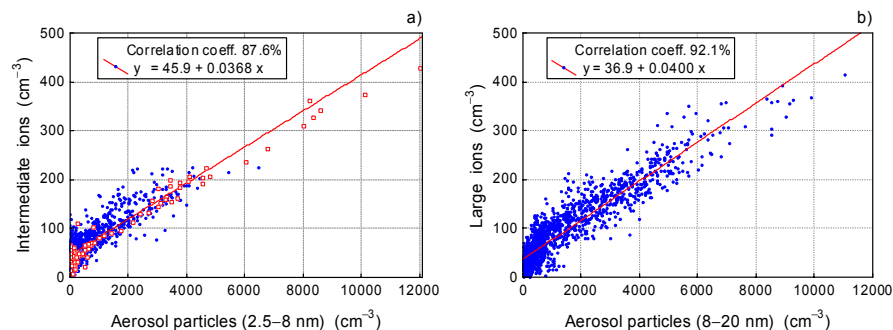 a)
Correlation coeff. 87.6%
y = 45.9 + 0.0368 x
500
400
300
200
100
0
Intermediate ions (cm⁻³)
0 2000 4000 6000 8000 10000 12000
Aerosol particles (2.5–8 nm) (cm⁻³)
b)
Correlation coeff. 92.1%
y = 36.9 + 0.0400 x
500
400
300
200
100
0
Large ions (cm⁻³)
0 2000 4000 6000 8000 10000 12000
Aerosol particles (8–20 nm) (cm⁻³)